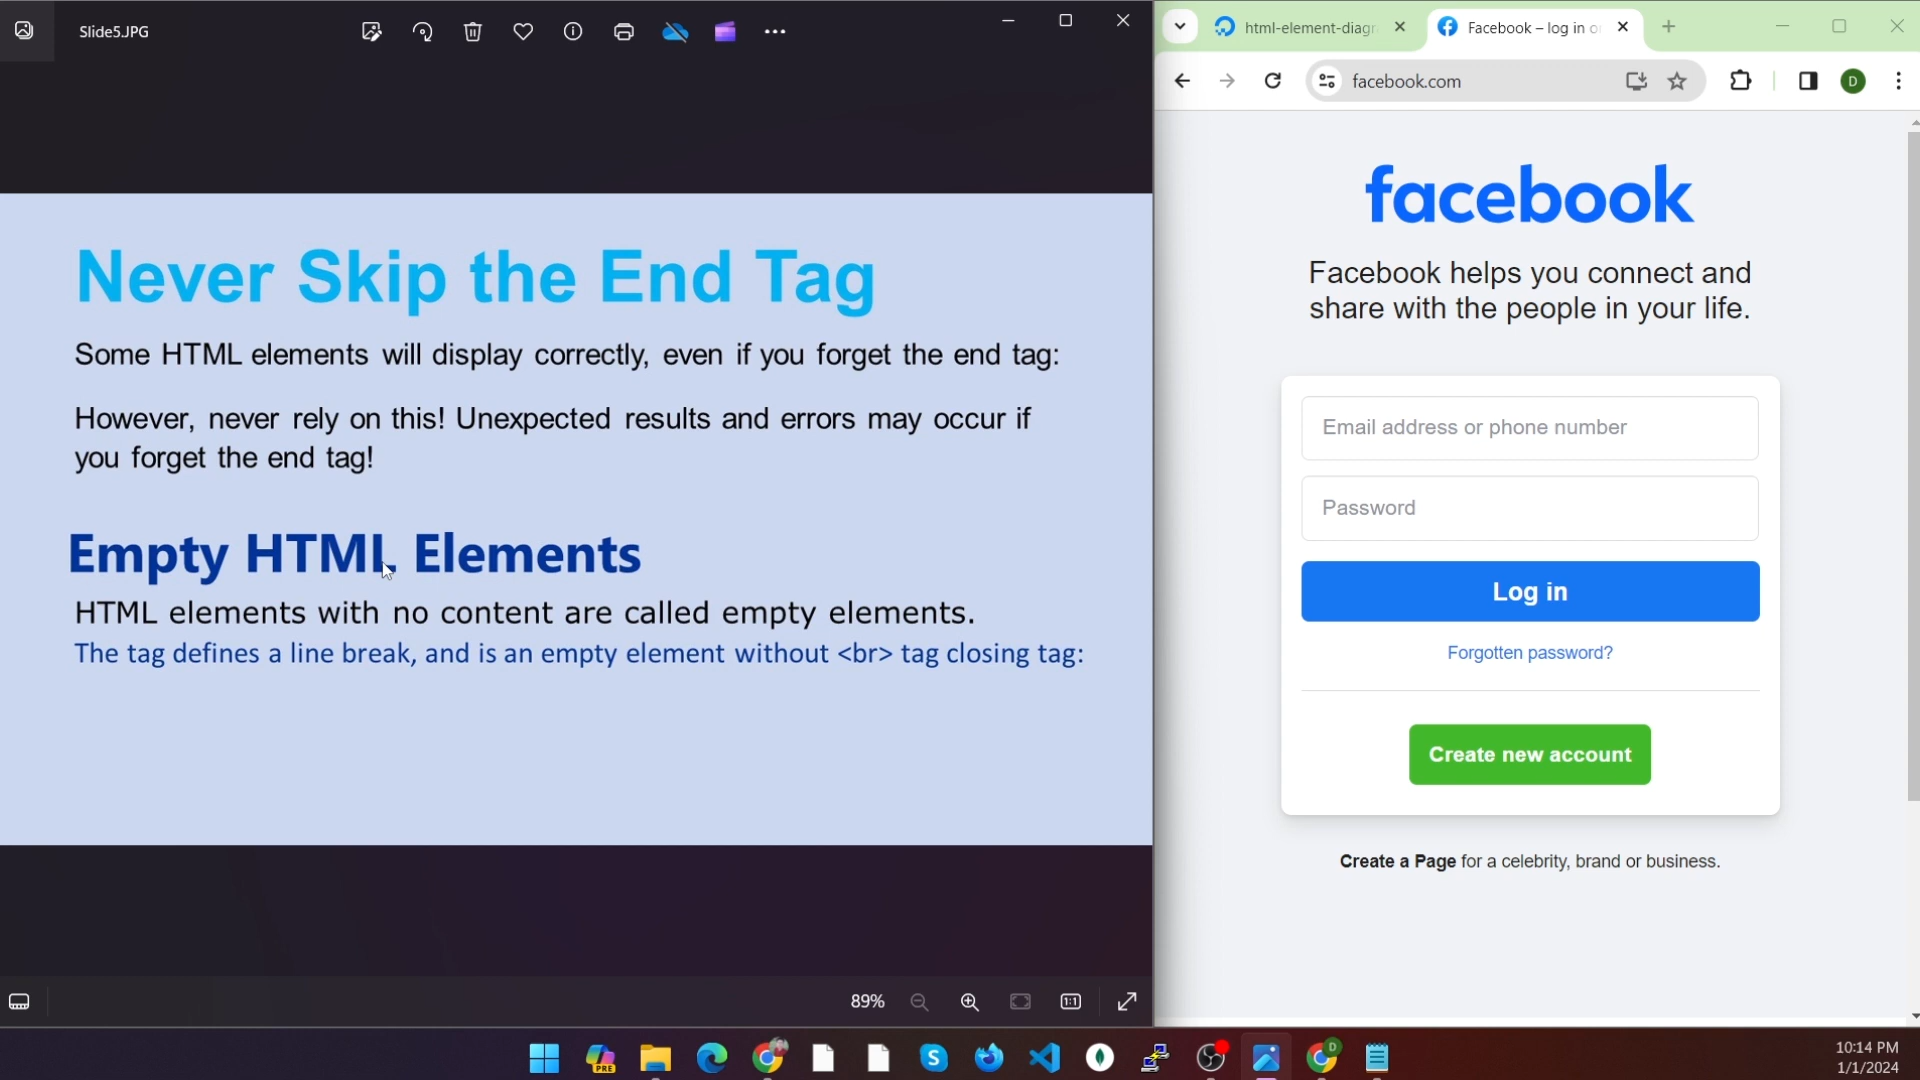 Slide5.JPG
Never Skip the End Tag
Some HTML elements will display correctly, even if you forget the end tag:
However, never rely on this! Unexpected results and errors may occur if
you forget the end tag!
Empty HTML Elements
HTML elements with no content are called empty elements.
The tag defines a line break, and is an empty element without <br> tag closing tag:
89%
1:1
html-element-diagr
Facebook – log in o
facebook.com
D
facebook
Facebook helps you connect and
share with the people in your life.
Email address or phone number
Password
Log in
Forgotten password?
Create new account
Create a Page for a celebrity, brand or business.
PRE
S
D
10:14 PM
1/1/2024